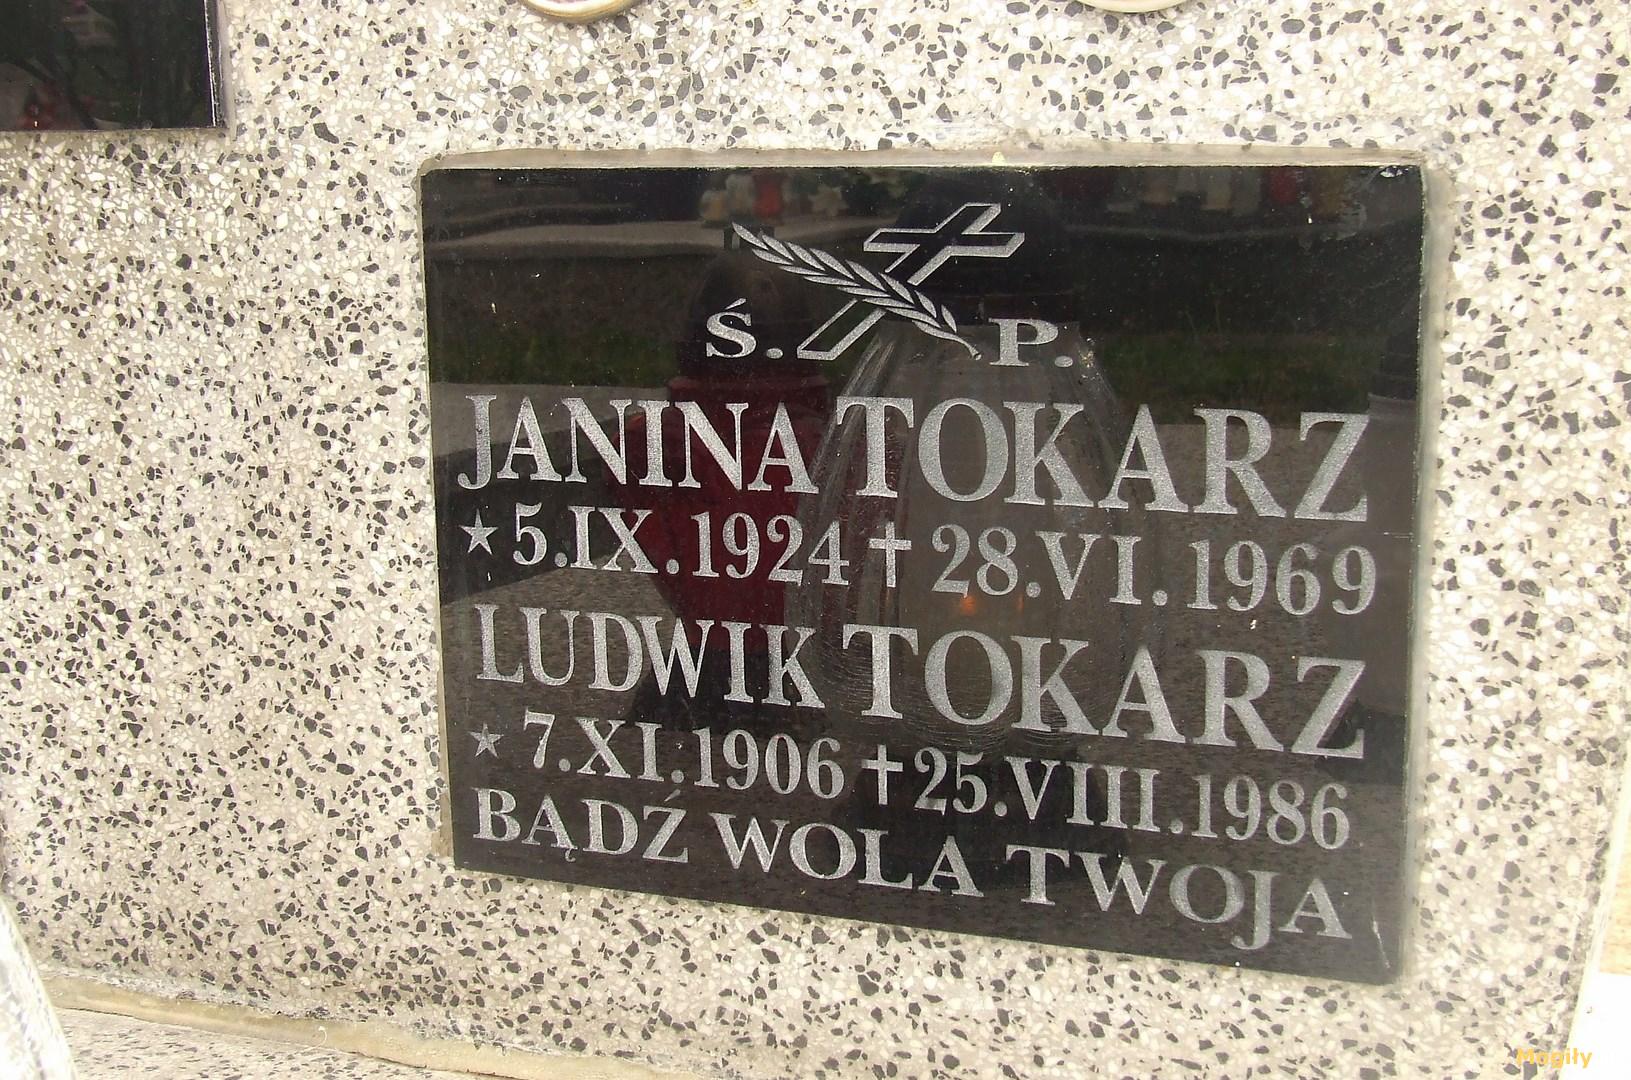 Ś. P.
JANINA TOKARZ
★ 5.IX.1924 ✝ 28.VI.1969
LUDWIK TOKARZ
★ 7.XI.1906 ✝ 25.VIII.1986
BĄDŹ WOLA TWOJA
Mogiły